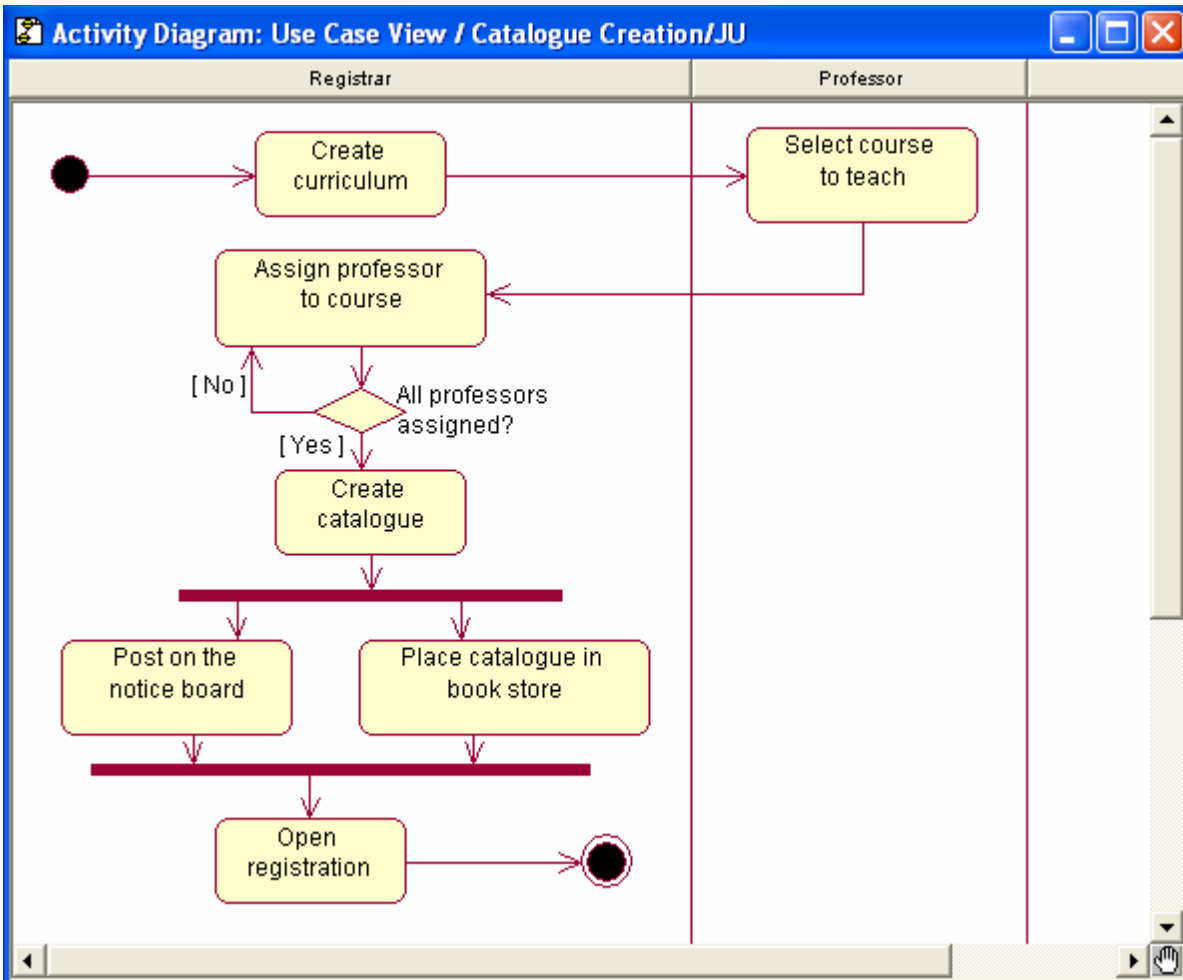 Activity Diagram: Use Case View / Catalogue Creation/JU
Registrar
Professor
Create
curriculum
Select course
to teach
Assign professor
to course
[ No ]
All professors
assigned?
[ Yes ]
Create
catalogue
Post on the
notice board
Place catalogue in
book store
Open
registration